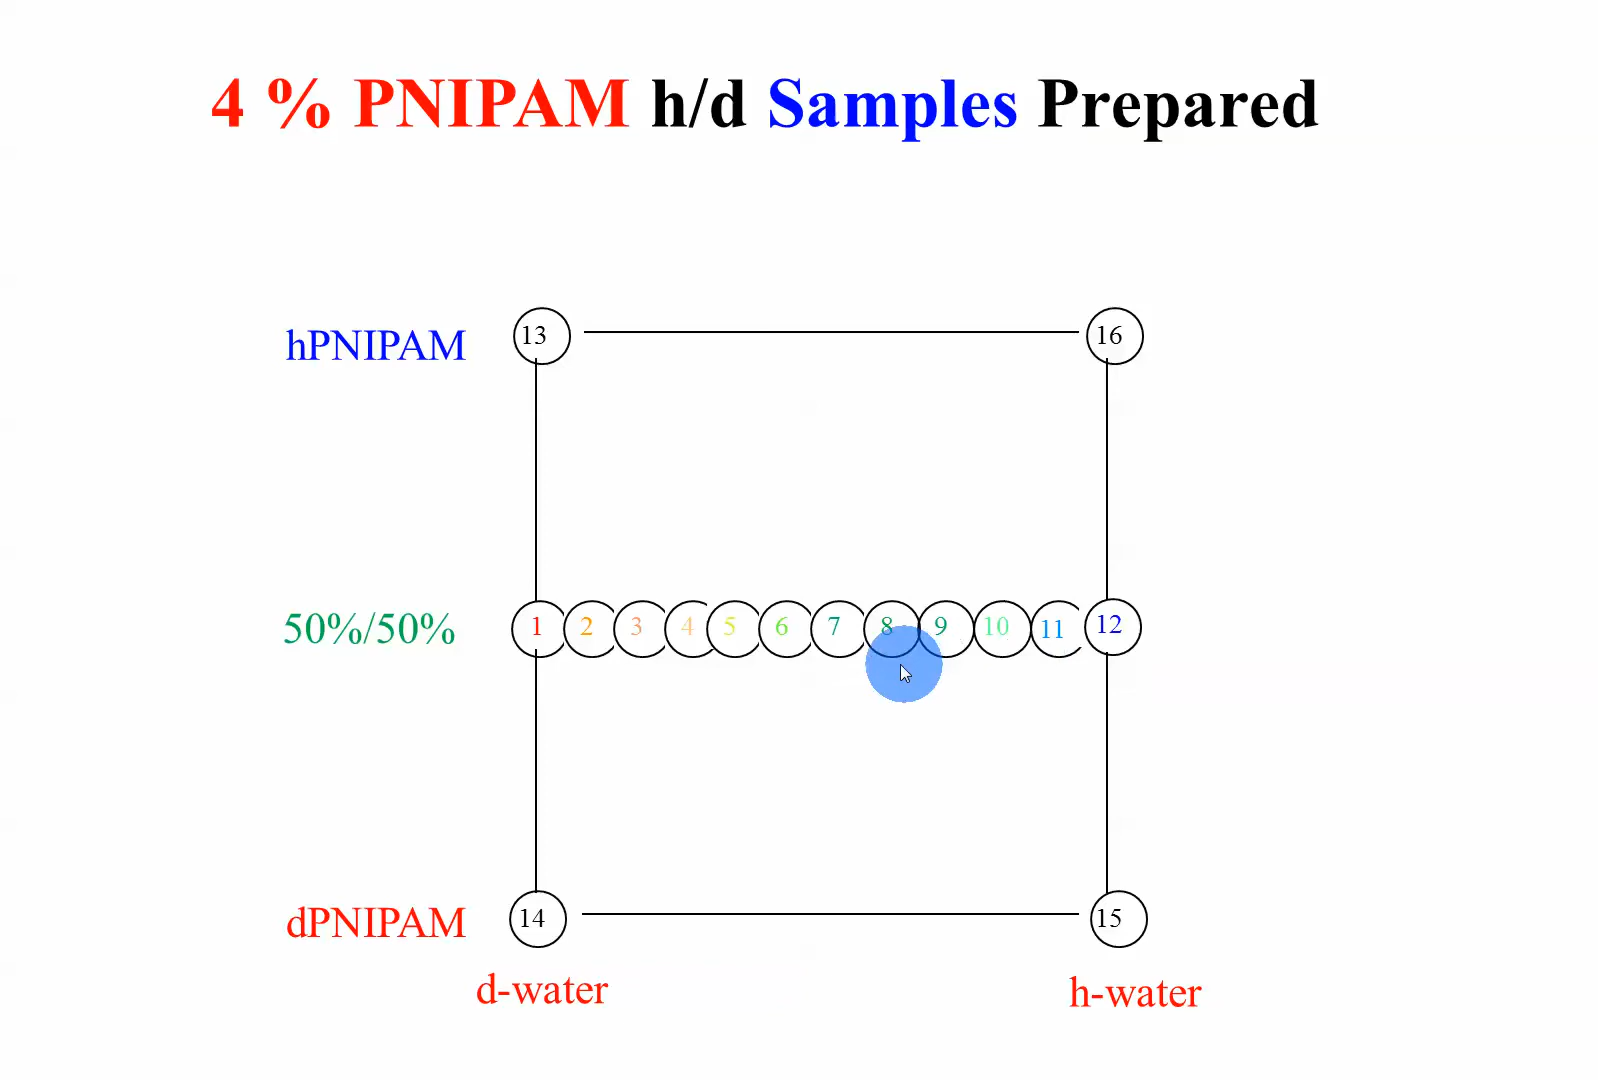 4 % PNIPAM h/d Samples Prepared
hPNIPAM 13 16
50%/50% 1 2 3 4 5 6 7 8 9 10 11 12
dPNIPAM 14 15
d-water h-water